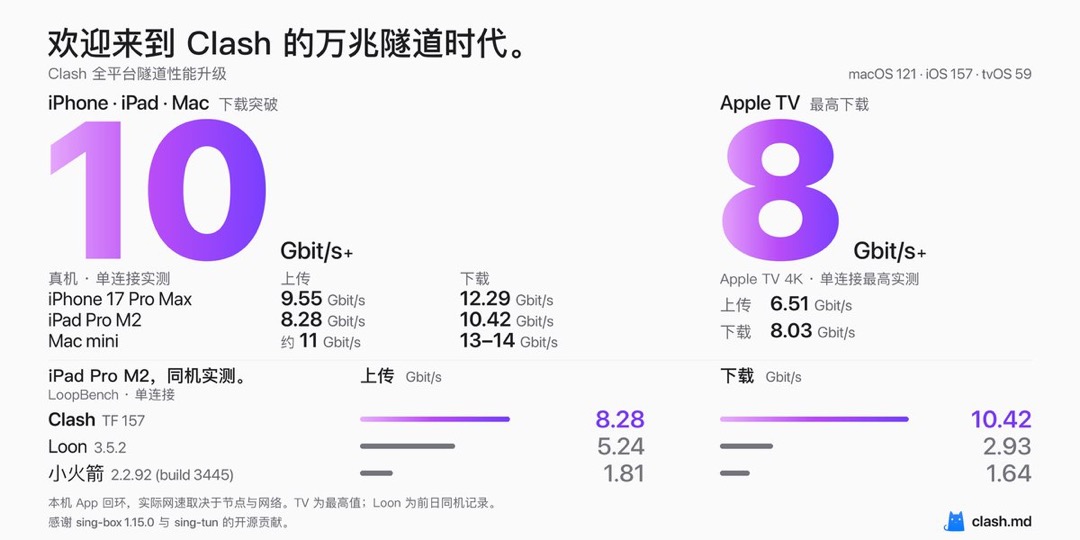 欢迎来到 Clash 的万兆隧道时代。
Clash 全平台隧道性能升级
macOS 121 · iOS 157 · tvOS 59
iPhone · iPad · Mac 下载突破
10 Gbit/s+
真机 · 单连接实测 上传 下载
iPhone 17 Pro Max 9.55 Gbit/s 12.29 Gbit/s
iPad Pro M2 8.28 Gbit/s 10.42 Gbit/s
Mac mini 约 11 Gbit/s 13–14 Gbit/s
Apple TV 最高下载
8 Gbit/s+
Apple TV 4K · 单连接最高实测
上传 6.51 Gbit/s
下载 8.03 Gbit/s
iPad Pro M2，同机实测。 上传 Gbit/s 下载 Gbit/s
LoopBench · 单连接
Clash TF 157 8.28 10.42
Loon 3.5.2 5.24 2.93
小火箭 2.2.92 (build 3445) 1.81 1.64
本机 App 回环，实际网速取决于节点与网络。TV 为最高值；Loon 为前日同机记录。
感谢 sing-box 1.15.0 与 sing-tun 的开源贡献。
clash.md